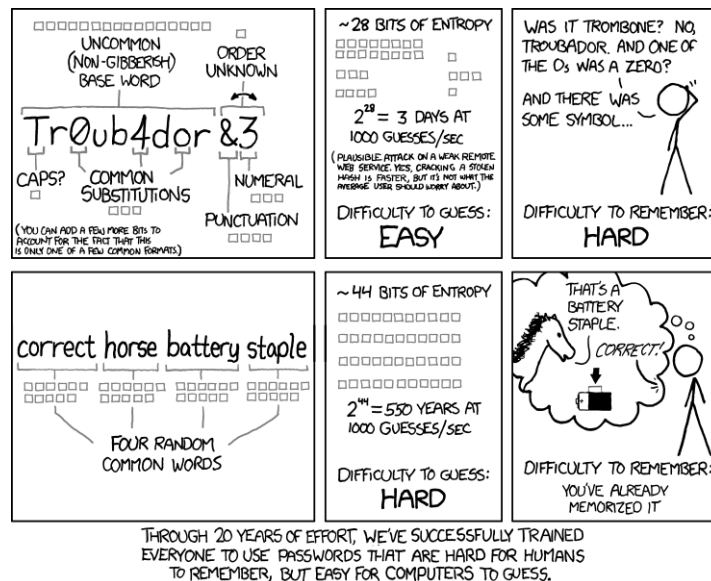 UNCOMMON
(NON-GIBBERISH)
BASE WORD
ORDER
UNKNOWN
Tr0ub4dor &3
CAPS?
COMMON
SUBSTITUTIONS
NUMERAL
PUNCTUATION
(YOU CAN ADD A FEW MORE BITS TO
ACCOUNT FOR THE FACT THAT THIS
IS ONLY ONE OF A FEW COMMON FORMATS.)
~28 BITS OF ENTROPY
2^28 = 3 DAYS AT
1000 GUESSES/SEC
(PLAUSIBLE ATTACK ON A WEAK REMOTE
WEB SERVICE. YES, CRACKING A STOLEN
HASH IS FASTER, BUT IT'S NOT WHAT THE
AVERAGE USER SHOULD WORRY ABOUT.)
DIFFICULTY TO GUESS:
EASY
WAS IT TROMBONE? NO,
TROUBADOR. AND ONE OF
THE Os WAS A ZERO?
AND THERE WAS
SOME SYMBOL...
DIFFICULTY TO REMEMBER:
HARD
correct horse battery staple
FOUR RANDOM
COMMON WORDS
~44 BITS OF ENTROPY
2^44 = 550 YEARS AT
1000 GUESSES/SEC
DIFFICULTY TO GUESS:
HARD
THAT'S A
BATTERY
STAPLE.
CORRECT!
DIFFICULTY TO REMEMBER:
YOU'VE ALREADY
MEMORIZED IT
THROUGH 20 YEARS OF EFFORT, WE'VE SUCCESSFULLY TRAINED
EVERYONE TO USE PASSWORDS THAT ARE HARD FOR HUMANS
TO REMEMBER, BUT EASY FOR COMPUTERS TO GUESS.